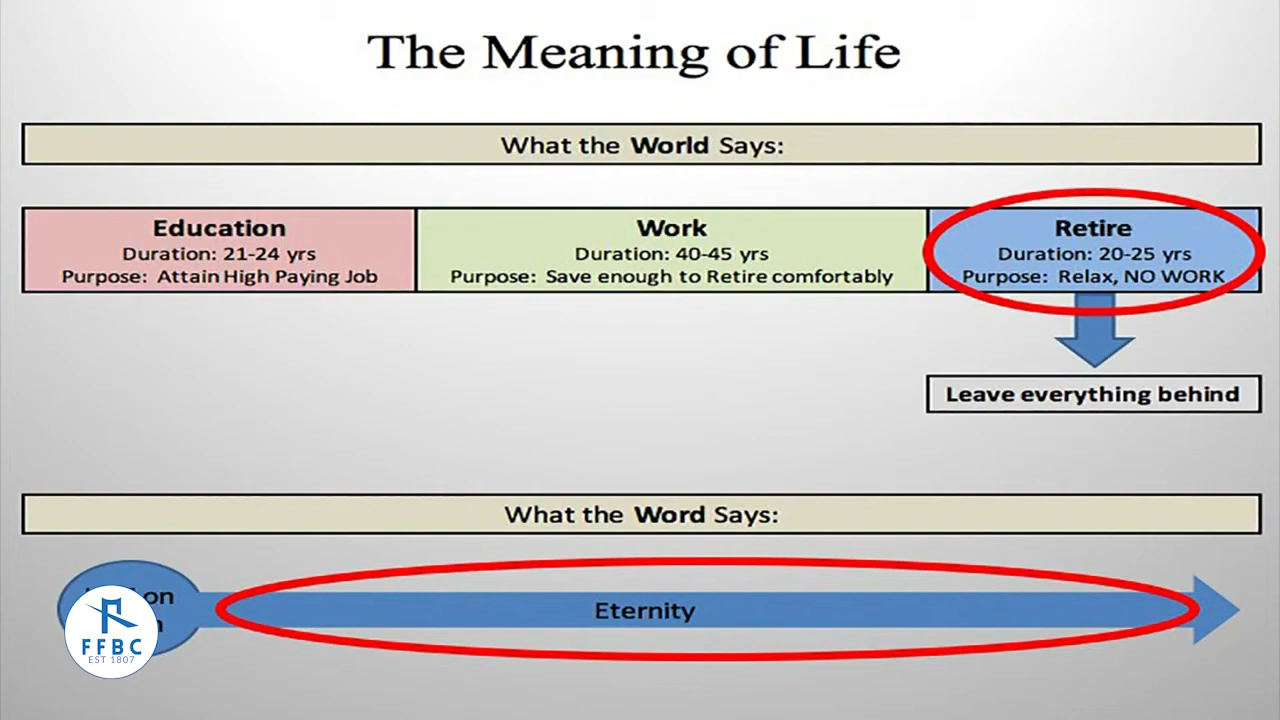 The Meaning of Life
What the World Says:
Education
Duration: 21-24 yrs
Purpose: Attain High Paying Job
Work
Duration: 40-45 yrs
Purpose: Save enough to Retire comfortably
Retire
Duration: 20-25 yrs
Purpose: Relax, NO WORK
Leave everything behind
What the Word Says:
on
Eternity
FFBC
EST 1807